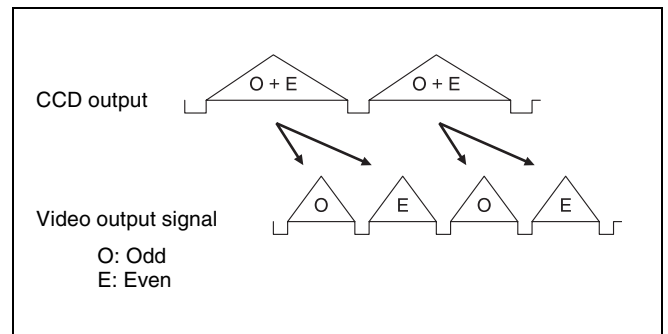 O + E
O + E
CCD output
O
E
O
E
Video output signal
O: Odd
E: Even